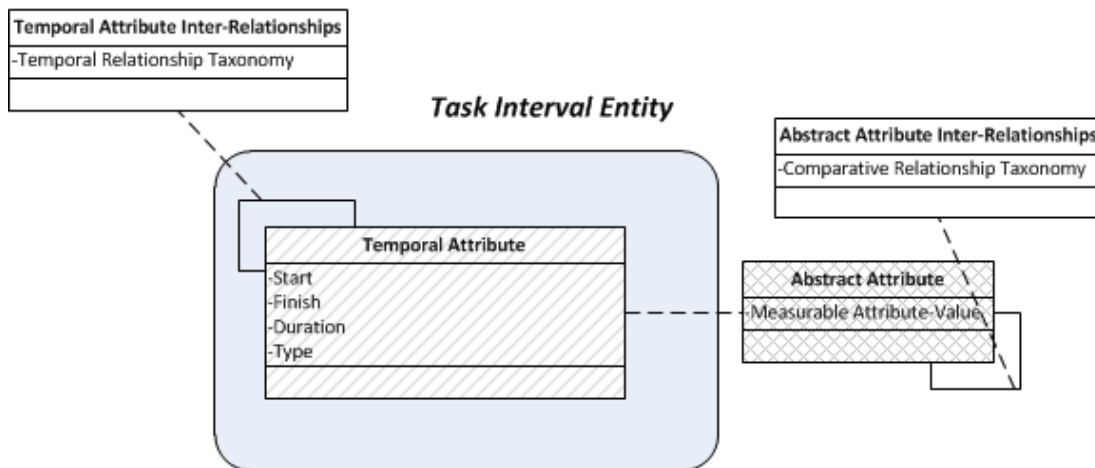 Temporal Attribute Inter-Relationships
-Temporal Relationship Taxonomy
Task Interval Entity
Abstract Attribute Inter-Relationships
-Comparative Relationship Taxonomy
Temporal Attribute
-Start
-Finish
-Duration
-Type
Abstract Attribute
-Measurable Attribute-Value